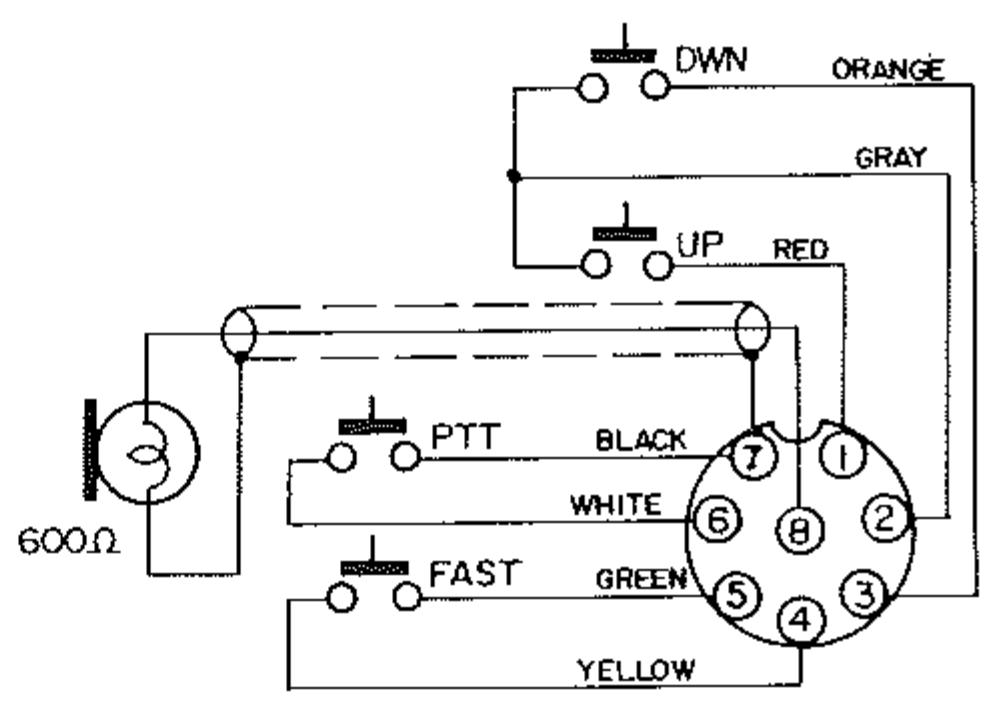 DWN
ORANGE
GRAY
UP
RED
PTT
BLACK
7
1
WHITE
6
8
2
600Ω
FAST
GREEN
5
4
3
YELLOW